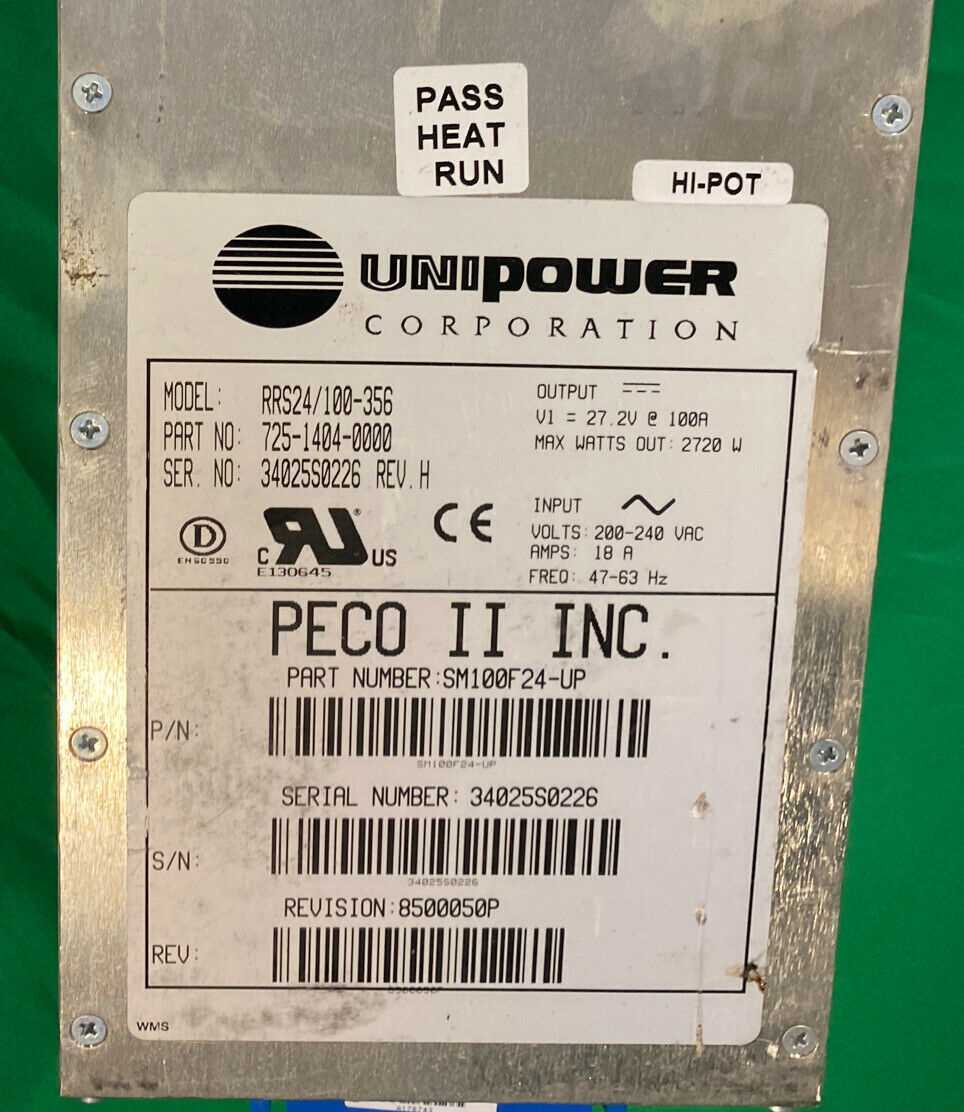 PASS
HEAT
RUN
HI-POT
UNIPOWER
CORPORATION
MODEL: RRS24/100-356
PART NO: 725-1404-0000
SER. NO: 34025S0226 REV.H
OUTPUT
V1 = 27.2V @ 100A
MAX WATTS OUT: 2720 W
INPUT
VOLTS: 200-240 VAC
AMPS: 18 A
FREQ: 47-63 Hz
D
EN60950
C RU ® US
E130645
CE
PECO II INC.
PART NUMBER:SM100F24-UP
P/N:
SM100F24-UP
SERIAL NUMBER: 34025S0226
S/N:
34025S0226
REVISION:8500050P
REV:
8500050P
WMS